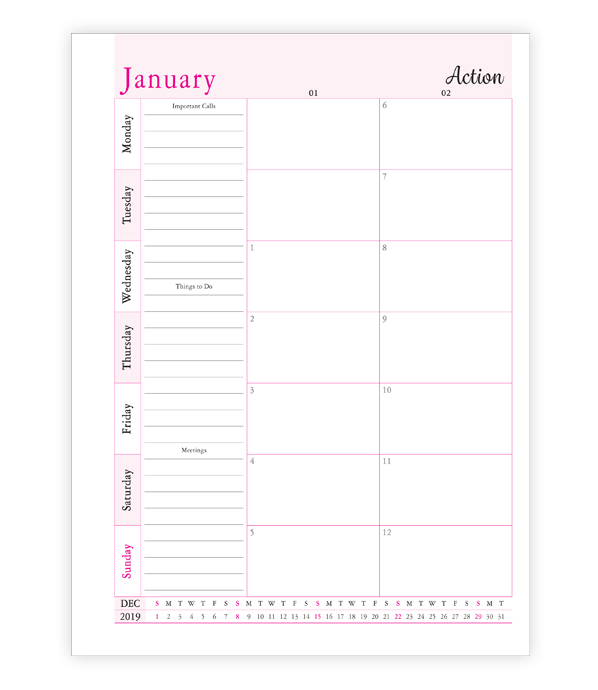 January
Action
01 02
Important Calls
Things to Do
Meetings
Monday
6
Tuesday
7
Wednesday
1 8
Thursday
2 9
Friday
3 10
Saturday
4 11
Sunday
5 12
DEC S M T W T F S S M T W T F S S M T W T F S S M T W T F S S M T
2019 1 2 3 4 5 6 7 8 9 10 11 12 13 14 15 16 17 18 19 20 21 22 23 24 25 26 27 28 29 30 31